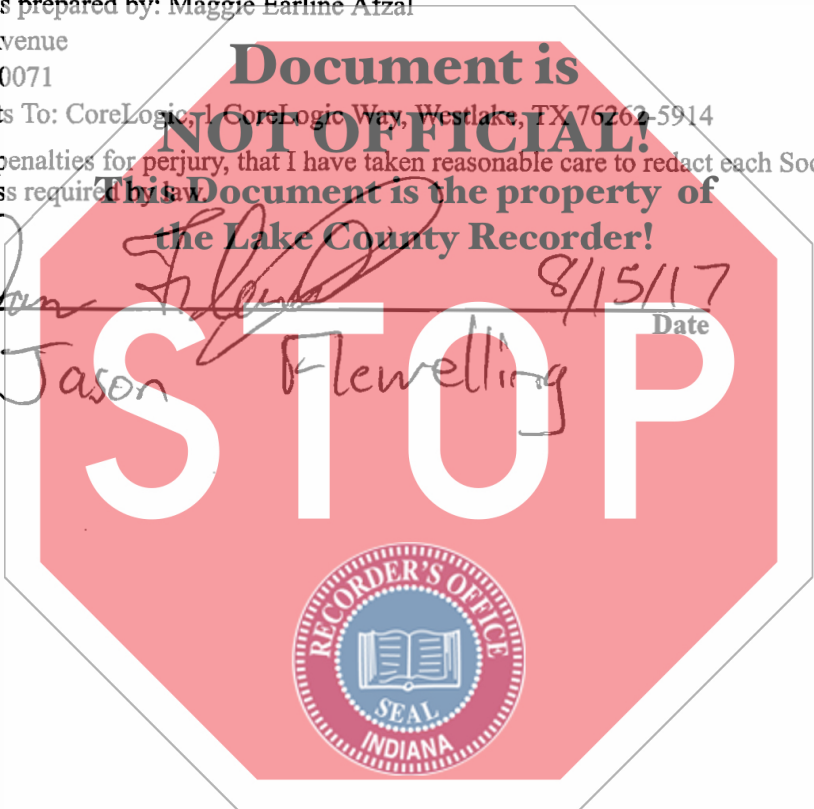 s prepared by: Maggie Earline Afzal
venue
0071
Document is
s To: CoreLogic, 1 CoreLogic Way, Westlake, TX 76262-5914
NOT OFFICIAL!
penalties for perjury, that I have taken reasonable care to redact each Soc
s required by law.
This Document is the property of
the Lake County Recorder!
8/15/17
Date
Jason Flewelling
STOP
RECORDER'S OFFICE
SEAL
INDIANA